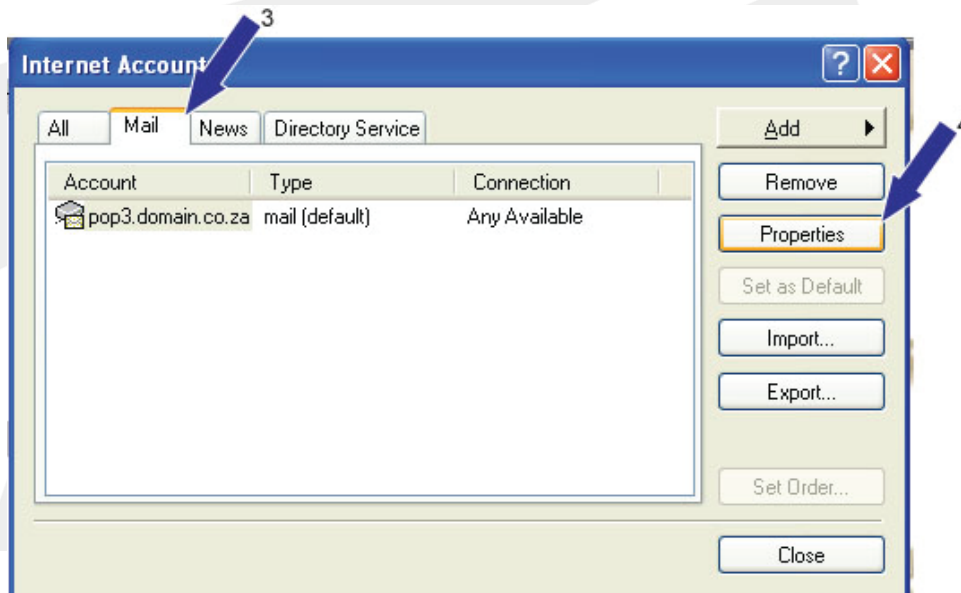 3
Internet Account
All Mail News Directory Service
Add
Account Type Connection
Remove
pop3.domain.co.za mail (default) Any Available
Properties
Set as Default
Import...
Export...
Set Order...
Close